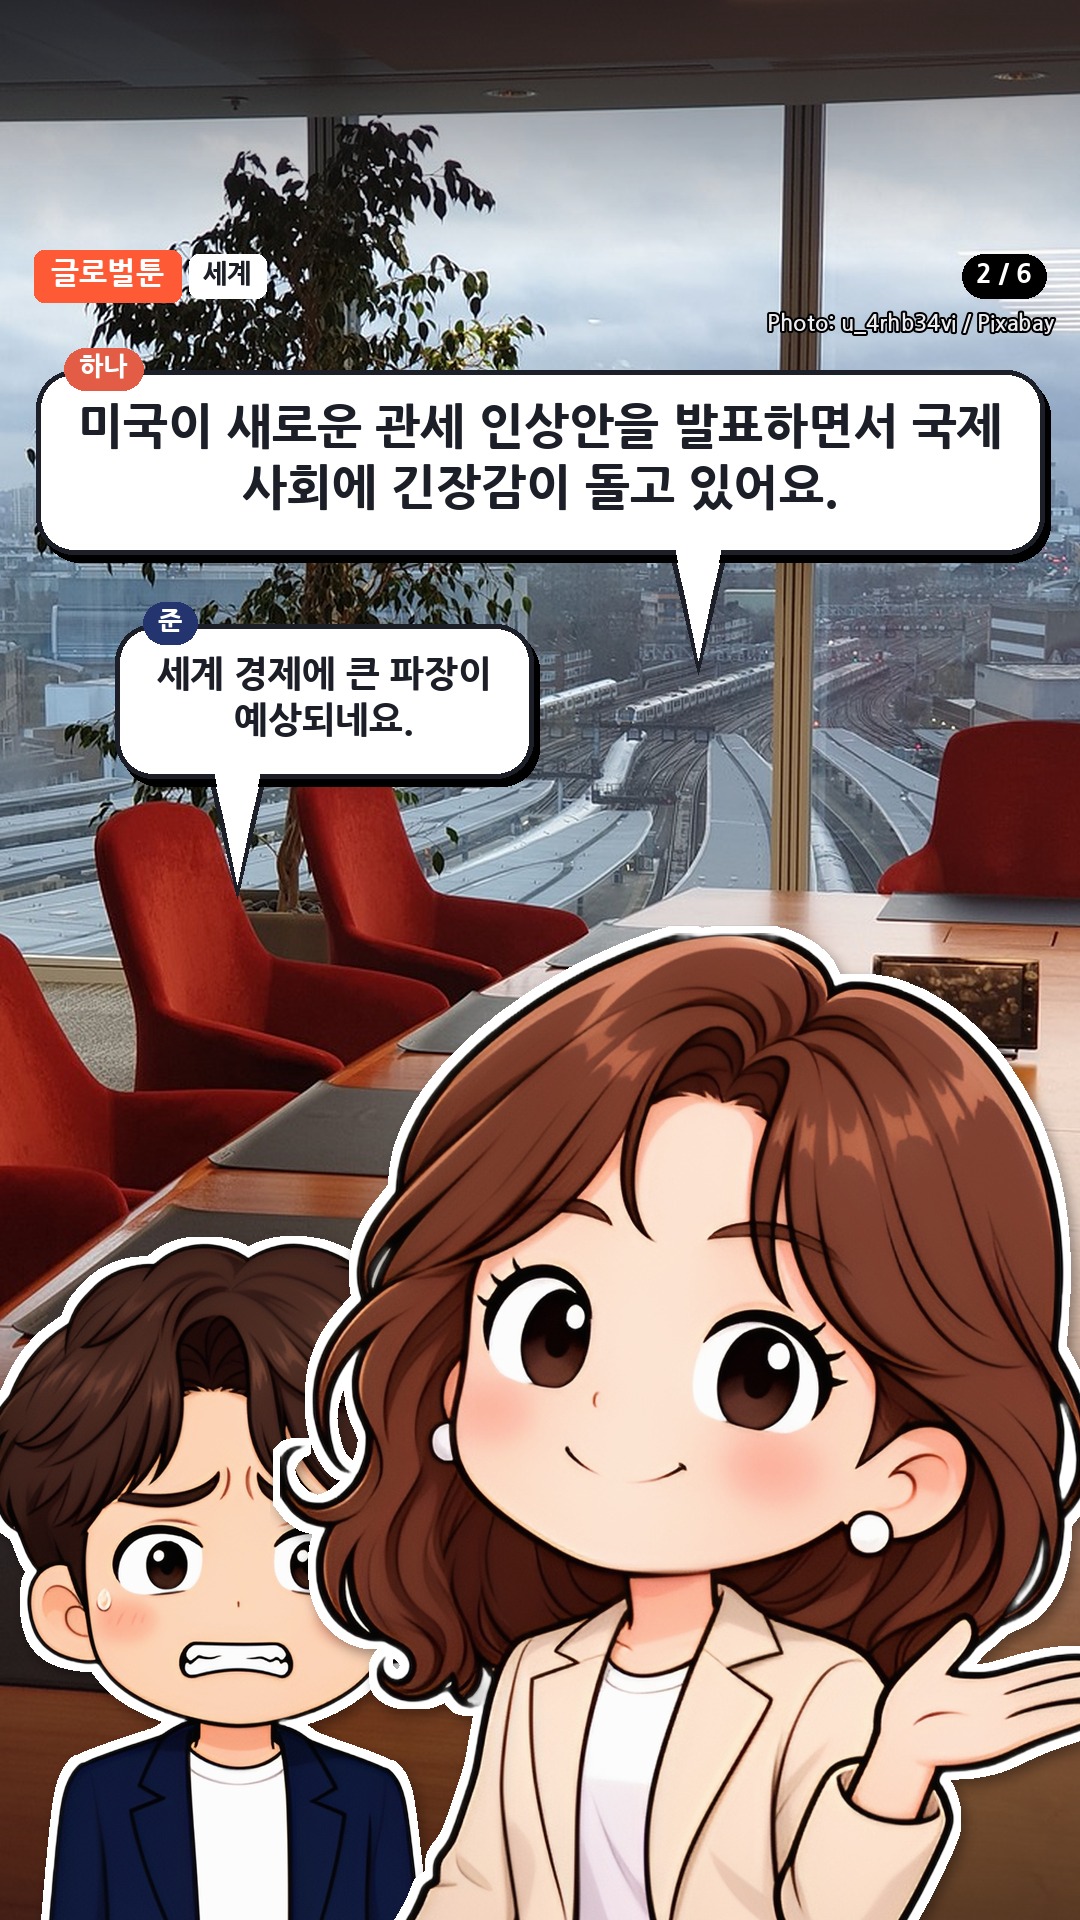 글로벌툰
세계
2 / 6
Photo: u_4rhb34vi / Pixabay
하나
미국이 새로운 관세 인상안을 발표하면서 국제
사회에 긴장감이 돌고 있어요.
준
세계 경제에 큰 파장이
예상되네요.